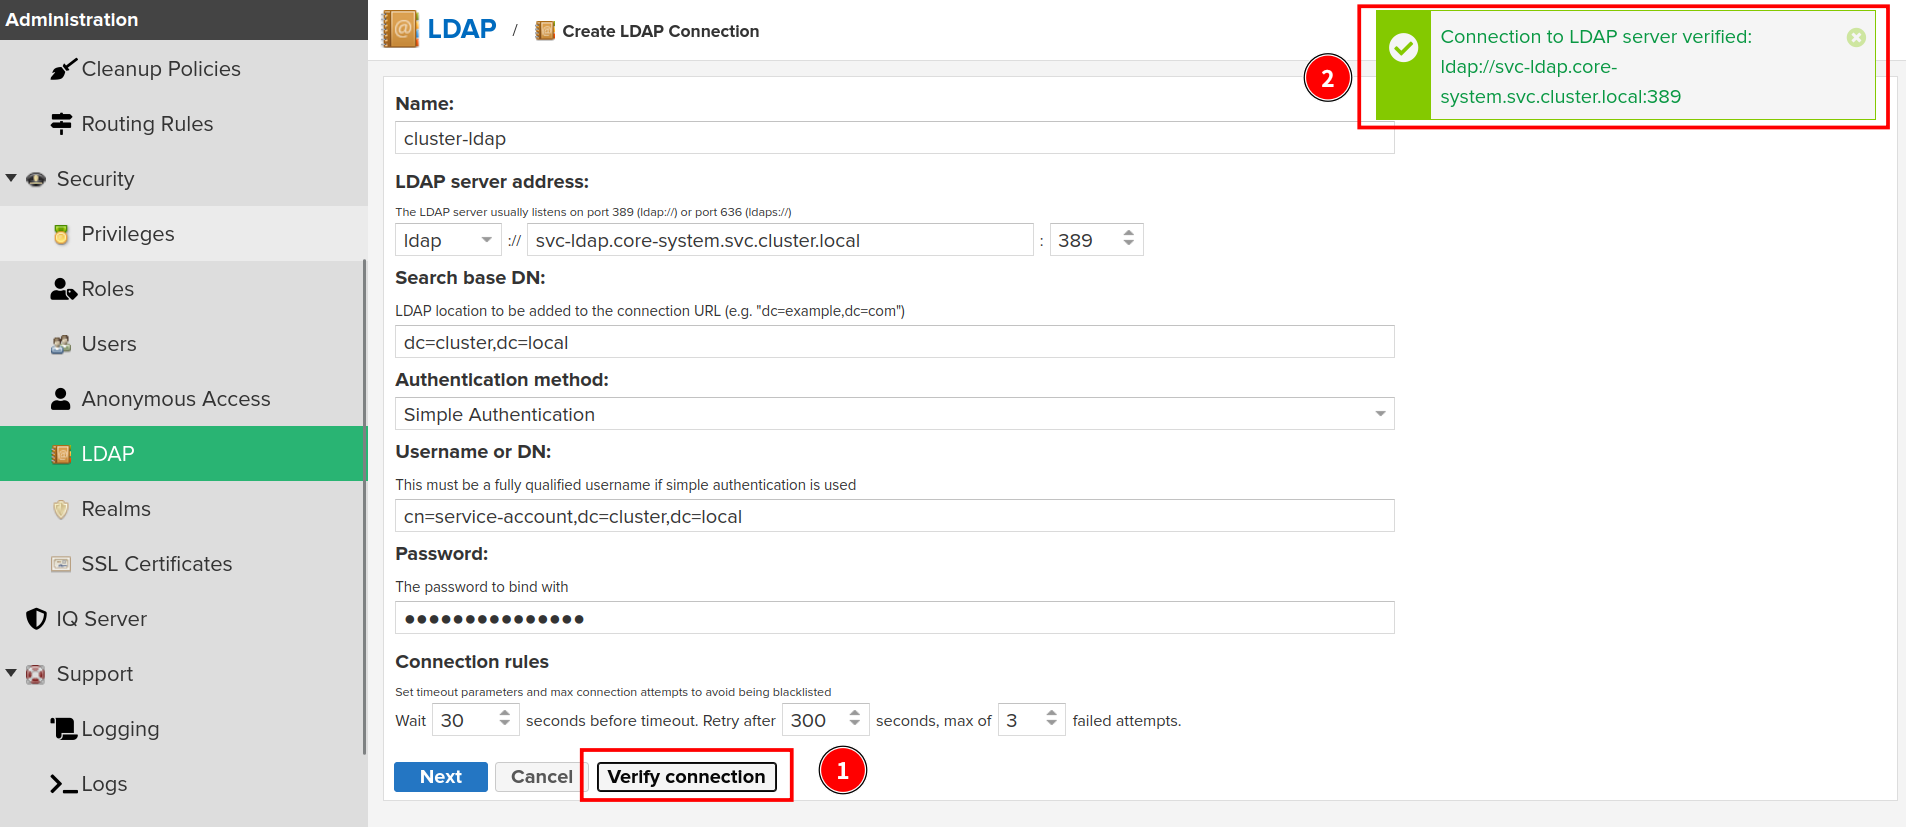 Administration
Cleanup Policies
Routing Rules
Security
Privileges
Roles
Users
Anonymous Access
LDAP
Realms
SSL Certificates
IQ Server
Support
Logging
Logs
LDAP / Create LDAP Connection
Name:
cluster-ldap
LDAP server address:
The LDAP server usually listens on port 389 (ldap://) or port 636 (ldaps://)
ldap :// svc-ldap.core-system.svc.cluster.local : 389
Search base DN:
LDAP location to be added to the connection URL (e.g. "dc=example,dc=com")
dc=cluster,dc=local
Authentication method:
Simple Authentication
Username or DN:
This must be a fully qualified username if simple authentication is used
cn=service-account,dc=cluster,dc=local
Password:
The password to bind with
●●●●●●●●●●●●●●●
Connection rules
Set timeout parameters and max connection attempts to avoid being blacklisted
Wait 30 seconds before timeout. Retry after 300 seconds, max of 3 failed attempts.
Next Cancel Verify connection 1
2
Connection to LDAP server verified:
ldap://svc-ldap.core-
system.svc.cluster.local:389